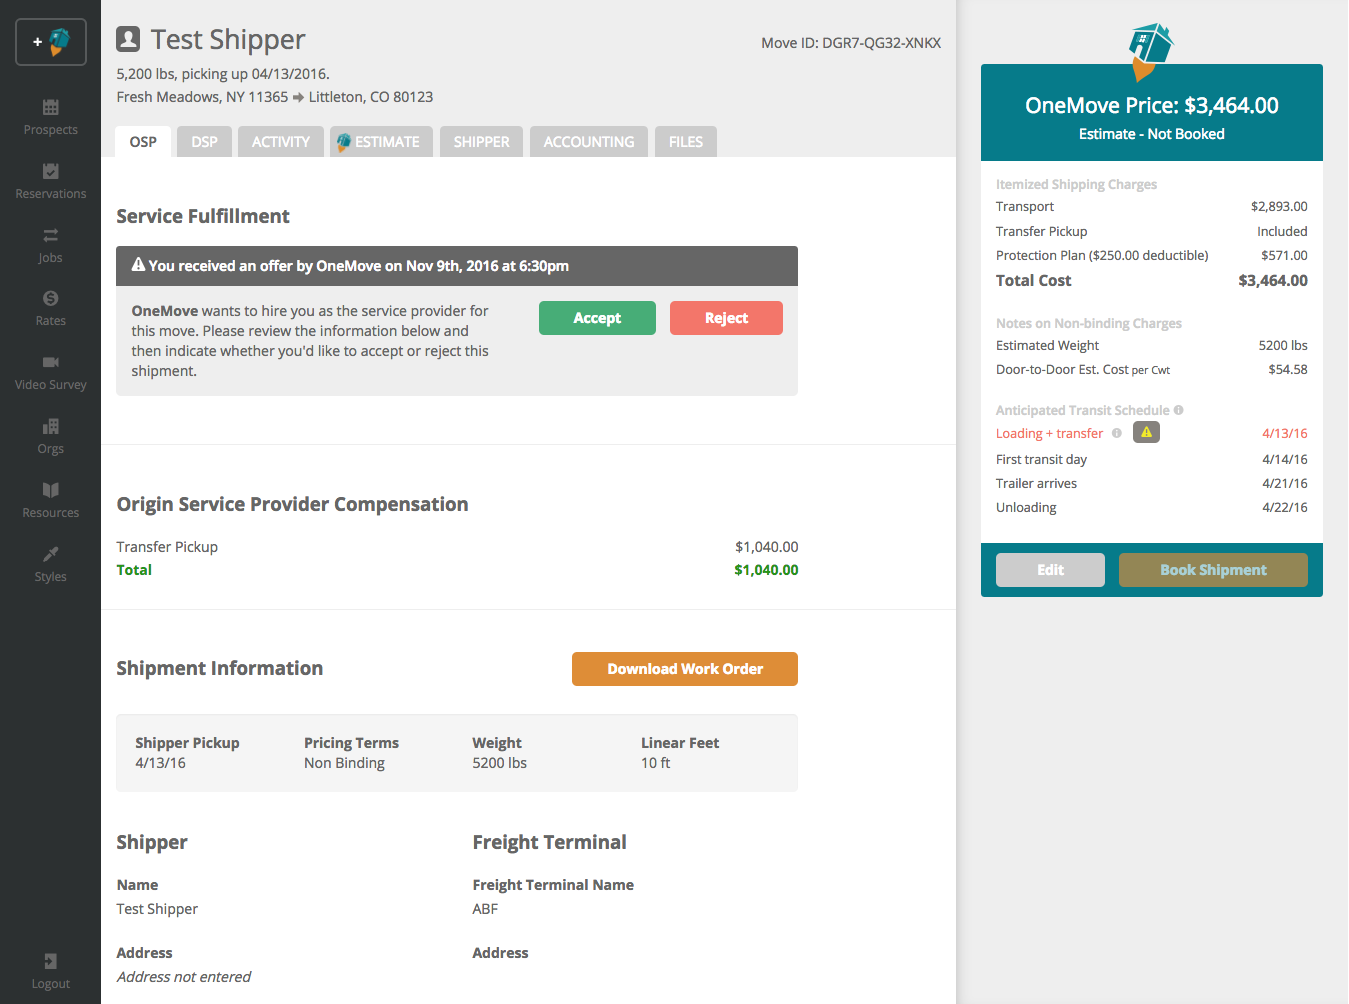 +
Prospects
Reservations
Jobs
Rates
Video Survey
Orgs
Resources
Styles
Logout
Test Shipper
Move ID: DGR7-QG32-XNKX
5,200 lbs, picking up 04/13/2016.
Fresh Meadows, NY 11365 ➡ Littleton, CO 80123
OSP DSP ACTIVITY ESTIMATE SHIPPER ACCOUNTING FILES
Service Fulfillment
You received an offer by OneMove on Nov 9th, 2016 at 6:30pm
OneMove wants to hire you as the service provider for
this move. Please review the information below and
then indicate whether you'd like to accept or reject this
shipment.
Accept Reject
Origin Service Provider Compensation
Transfer Pickup $1,040.00
Total $1,040.00
Shipment Information
Download Work Order
Shipper Pickup Pricing Terms Weight Linear Feet
4/13/16 Non Binding 5200 lbs 10 ft
Shipper
Name
Test Shipper
Address
Address not entered
Freight Terminal
Freight Terminal Name
ABF
Address
OneMove Price: $3,464.00
Estimate - Not Booked
Itemized Shipping Charges
Transport $2,893.00
Transfer Pickup Included
Protection Plan ($250.00 deductible) $571.00
Total Cost $3,464.00
Notes on Non-binding Charges
Estimated Weight 5200 lbs
Door-to-Door Est. Cost per Cwt $54.58
Anticipated Transit Schedule
Loading + transfer 4/13/16
First transit day 4/14/16
Trailer arrives 4/21/16
Unloading 4/22/16
Edit Book Shipment